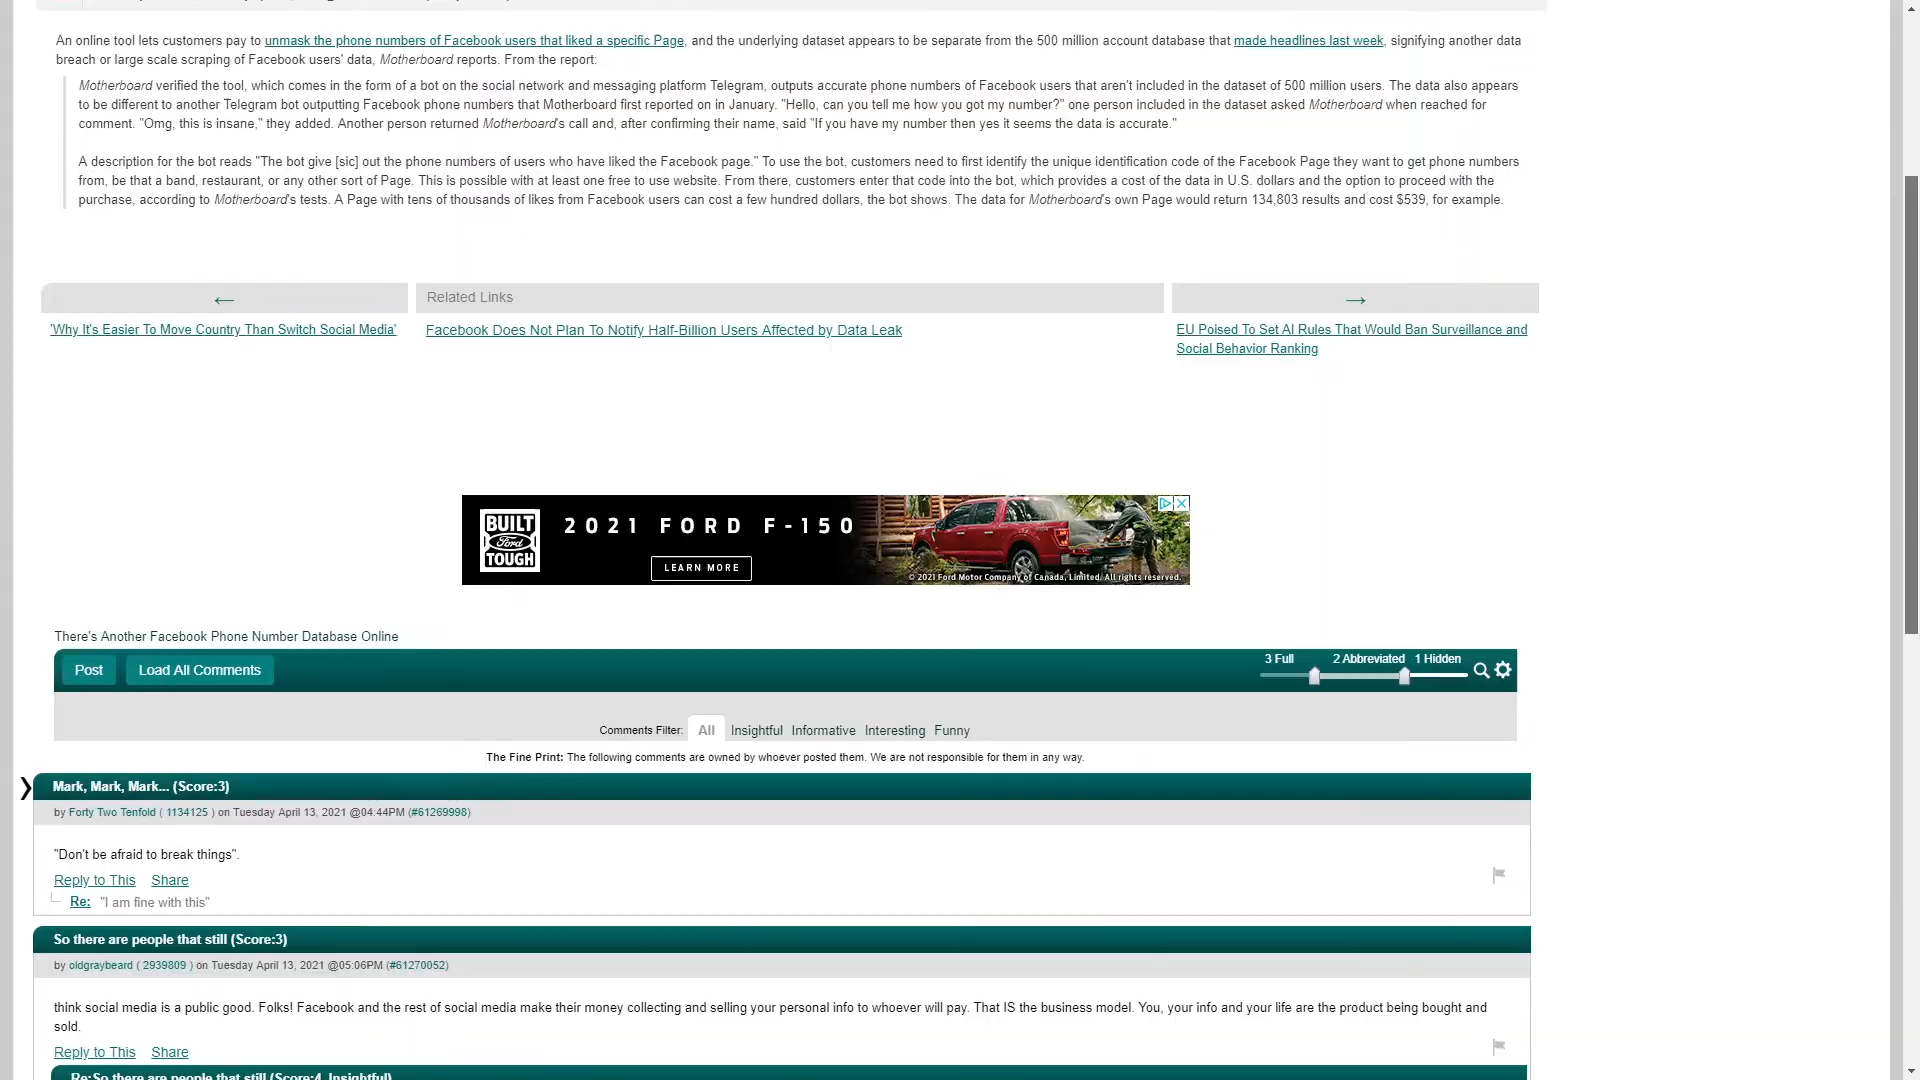 An online tool lets customers pay to unmask the phone numbers of Facebook users that liked a specific Page, and the underlying dataset appears to be separate from the 500 million account database that made headlines last week, signifying another data
breach or large scale scraping of Facebook users' data, Motherboard reports. From the report:
Motherboard verified the tool, which comes in the form of a bot on the social network and messaging platform Telegram, outputs accurate phone numbers of Facebook users that aren't included in the dataset of 500 million users. The data also appears
to be different to another Telegram bot outputting Facebook phone numbers that Motherboard first reported on in January. "Hello, can you tell me how you got my number?" one person included in the dataset asked Motherboard when reached for
comment. "Omg, this is insane," they added. Another person returned Motherboard's call and, after confirming their name, said "If you have my number then yes it seems the data is accurate."
A description for the bot reads "The bot give [sic] out the phone numbers of users who have liked the Facebook page." To use the bot, customers need to first identify the unique identification code of the Facebook Page they want to get phone numbers
from, be that a band, restaurant, or any other sort of Page. This is possible with at least one free to use website. From there, customers enter that code into the bot, which provides a cost of the data in U.S. dollars and the option to proceed with the
purchase, according to Motherboard's tests. A Page with tens of thousands of likes from Facebook users can cost a few hundred dollars, the bot shows. The data for Motherboard's own Page would return 134,803 results and cost $539, for example.
← Related Links →
'Why It's Easier To Move Country Than Switch Social Media' Facebook Does Not Plan To Notify Half-Billion Users Affected by Data Leak EU Poised To Set AI Rules That Would Ban Surveillance and
Social Behavior Ranking
BUILT
Ford
TOUGH
2021 FORD F-150
LEARN MORE
© 2021 Ford Motor Company of Canada, Limited. All rights reserved.
There's Another Facebook Phone Number Database Online
Post Load All Comments 3 Full 2 Abbreviated 1 Hidden
Comments Filter: All Insightful Informative Interesting Funny
The Fine Print: The following comments are owned by whoever posted them. We are not responsible for them in any way.
❯ Mark, Mark, Mark... (Score:3)
by Forty Two Tenfold ( 1134125 ) on Tuesday April 13, 2021 @04:44PM (#61269998)
"Don't be afraid to break things".
Reply to This Share
Re: "I am fine with this"
So there are people that still (Score:3)
by oldgraybeard ( 2939809 ) on Tuesday April 13, 2021 @05:06PM (#61270052)
think social media is a public good. Folks! Facebook and the rest of social media make their money collecting and selling your personal info to whoever will pay. That IS the business model. You, your info and your life are the product being bought and
sold.
Reply to This Share
Re:So there are people that still (Score:4, Insightful)